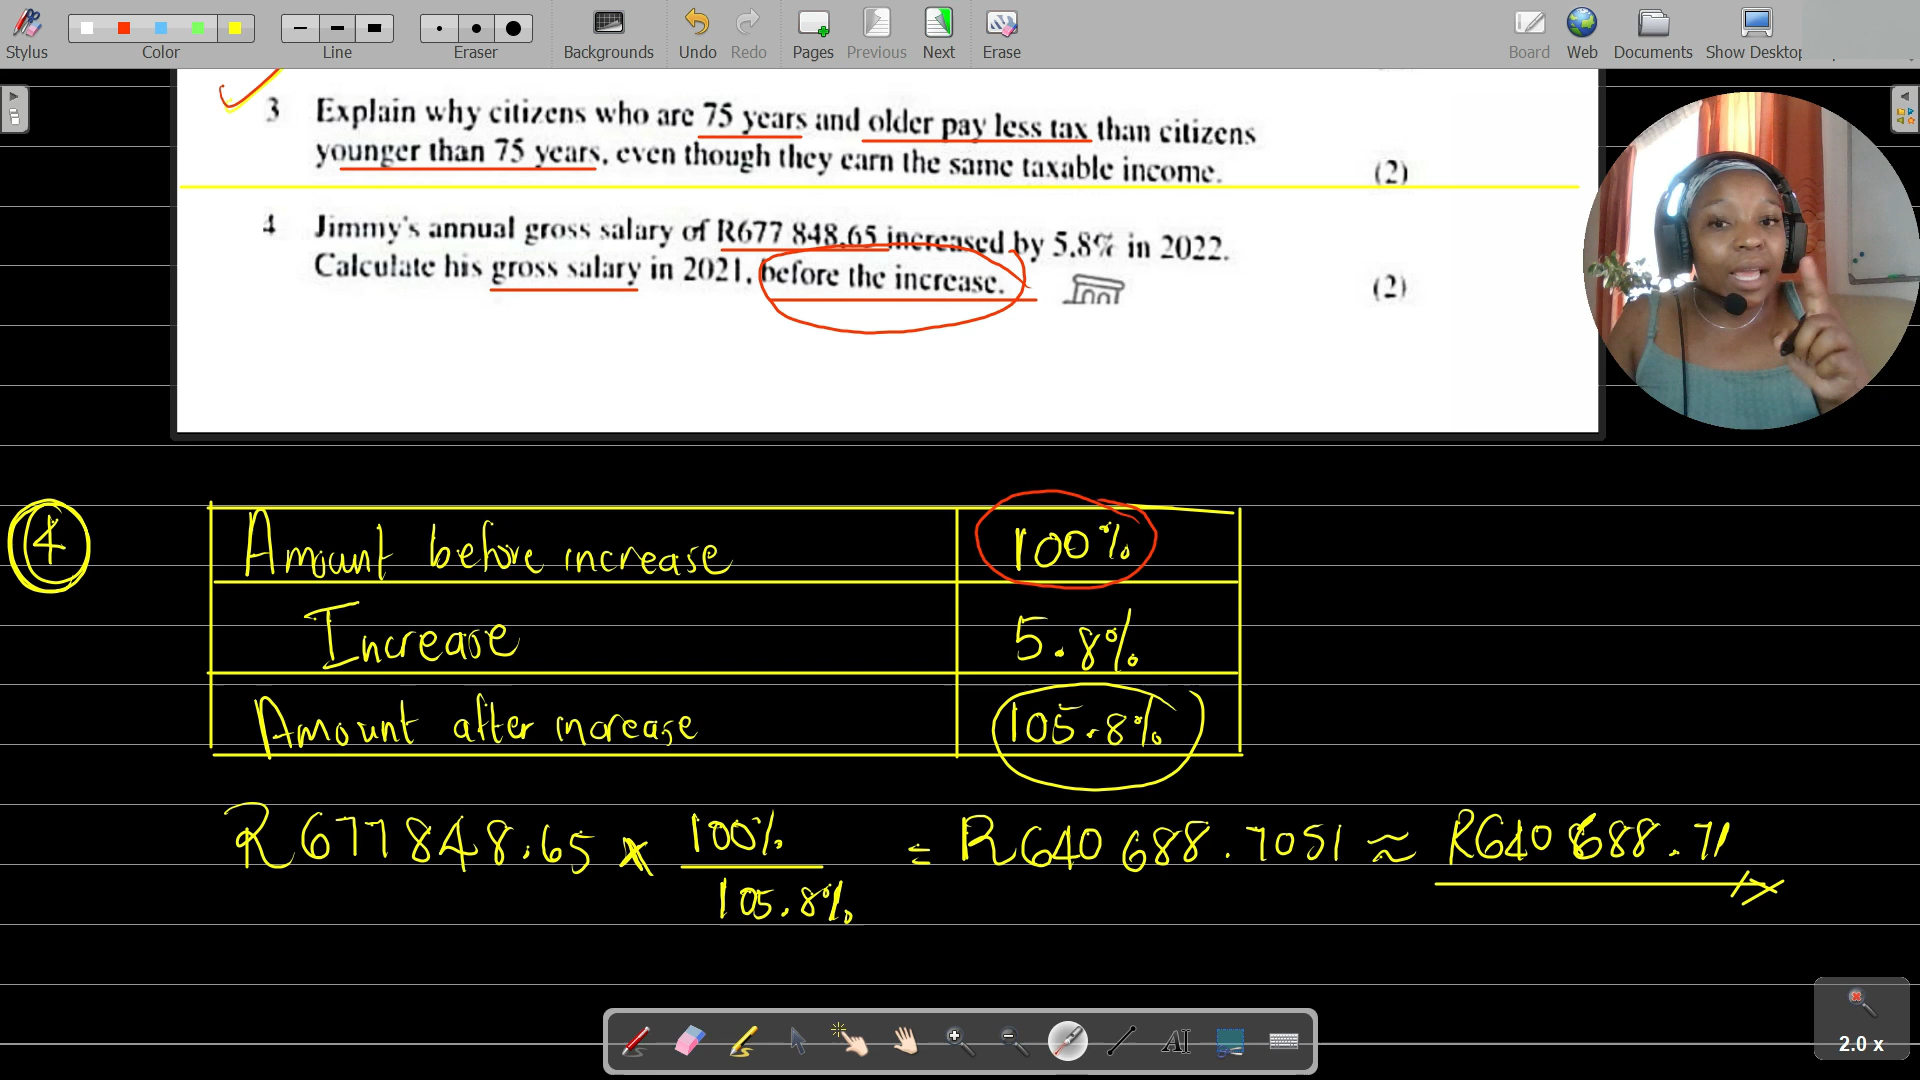 Stylus
Color
Line
Eraser
Backgrounds
Undo
Redo
Pages
Previous
Next
Erase
Board
Web
Documents
Show Desktop
3 Explain why citizens who are 75 years and older pay less tax than citizens
younger than 75 years, even though they earn the same taxable income. (2)
4 Jimmy's annual gross salary of R677 848,65 increased by 5.8% in 2022.
Calculate his gross salary in 2021, before the increase. (2)
4
Amount before increase 100%
Increase 5.8%
Amount after increase 105.8%
R677848.65 x 100% / 105.8% = R640 688.7051 ≈ R640 688.71
AI
2.0 x